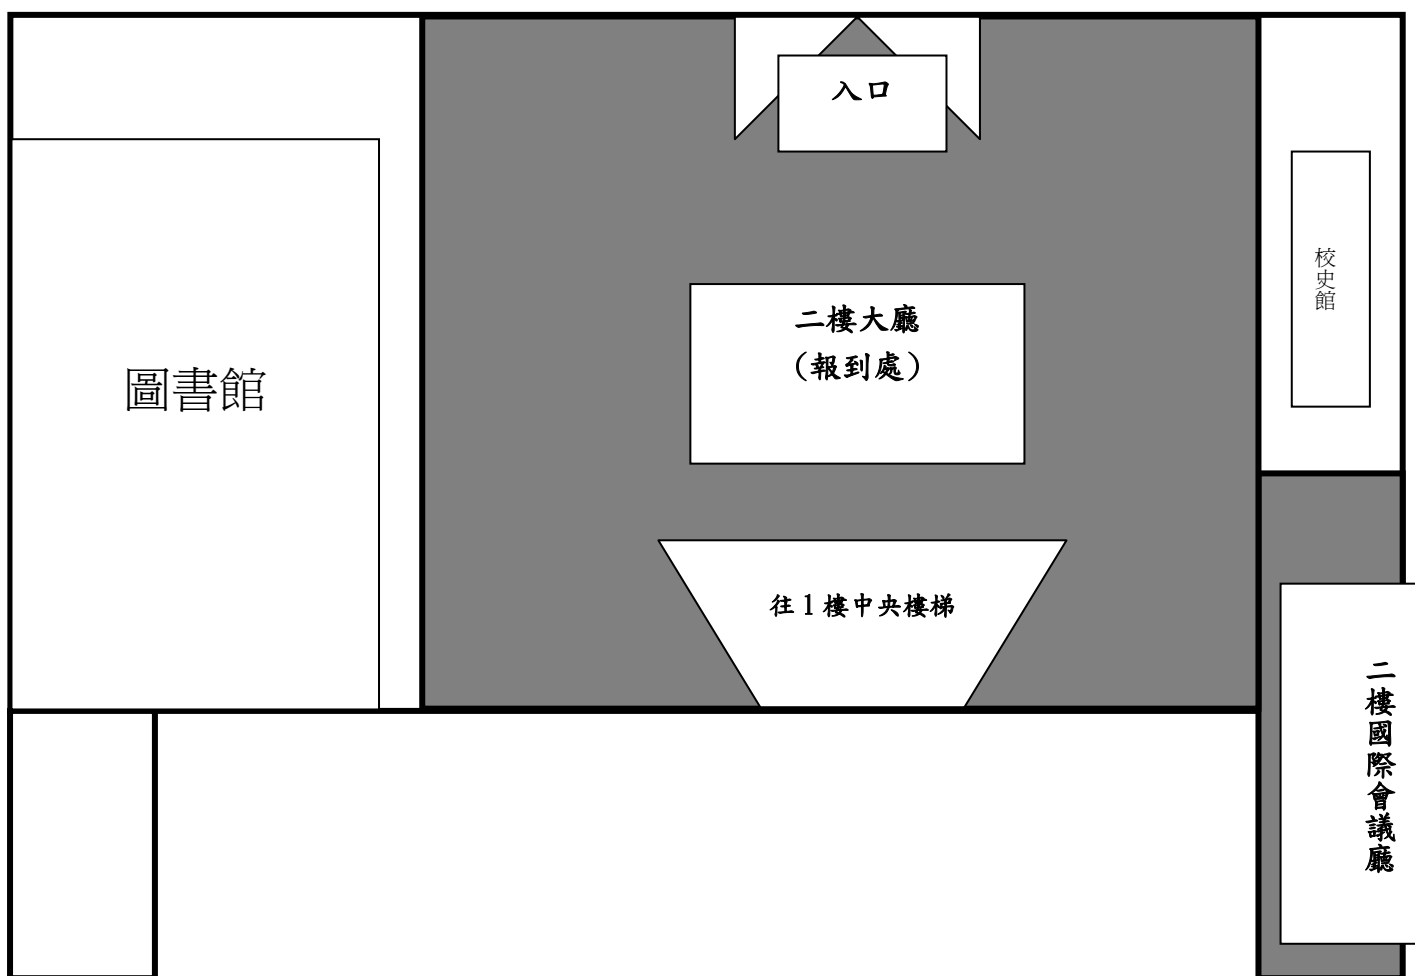 入口
校史館
二樓大廳
（報到處）
圖書館
往1樓中央樓梯
二樓國際會議廳